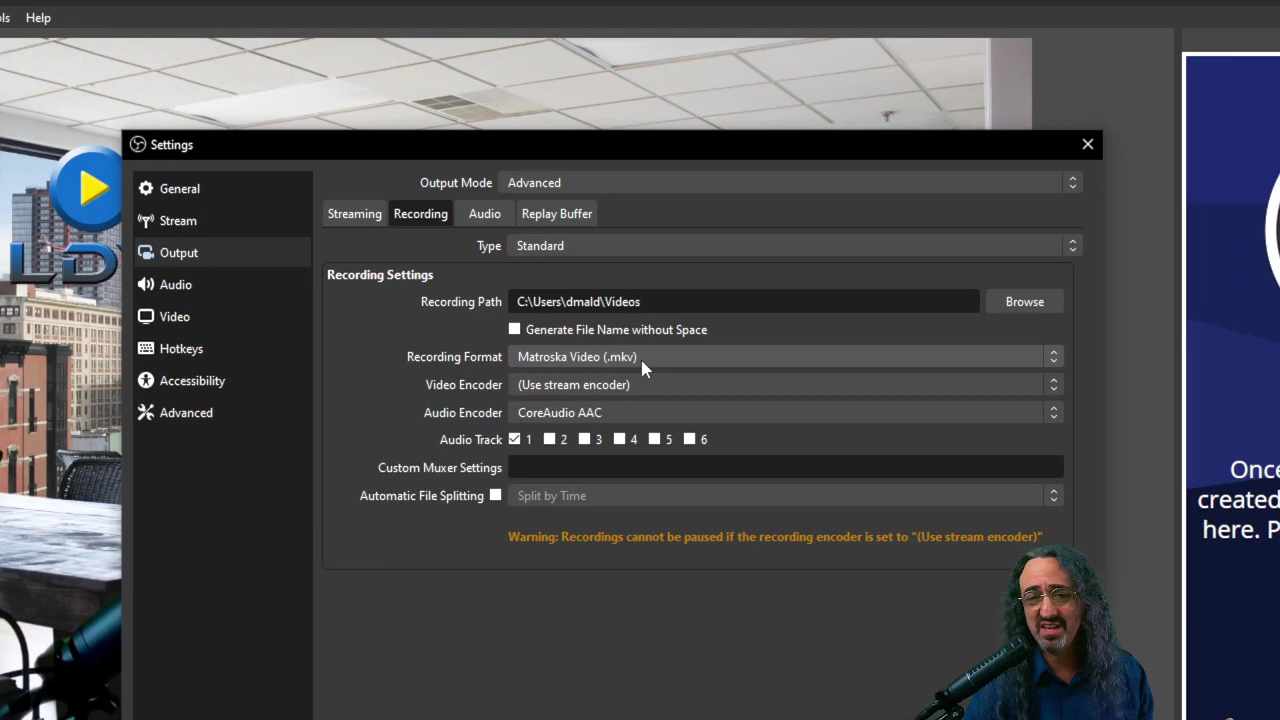 Help
Settings
General
Stream
Output
Audio
Video
Hotkeys
Accessibility
Advanced
Output Mode Advanced
Streaming Recording Audio Replay Buffer
Type Standard
Recording Settings
Recording Path C:\Users\dmald\Videos Browse
Generate File Name without Space
Recording Format Matroska Video (.mkv)
Video Encoder (Use stream encoder)
Audio Encoder CoreAudio AAC
Audio Track 1 2 3 4 5 6
Custom Muxer Settings
Automatic File Splitting Split by Time
Warning: Recordings cannot be paused if the recording encoder is set to "(Use stream encoder)"
created
here. P